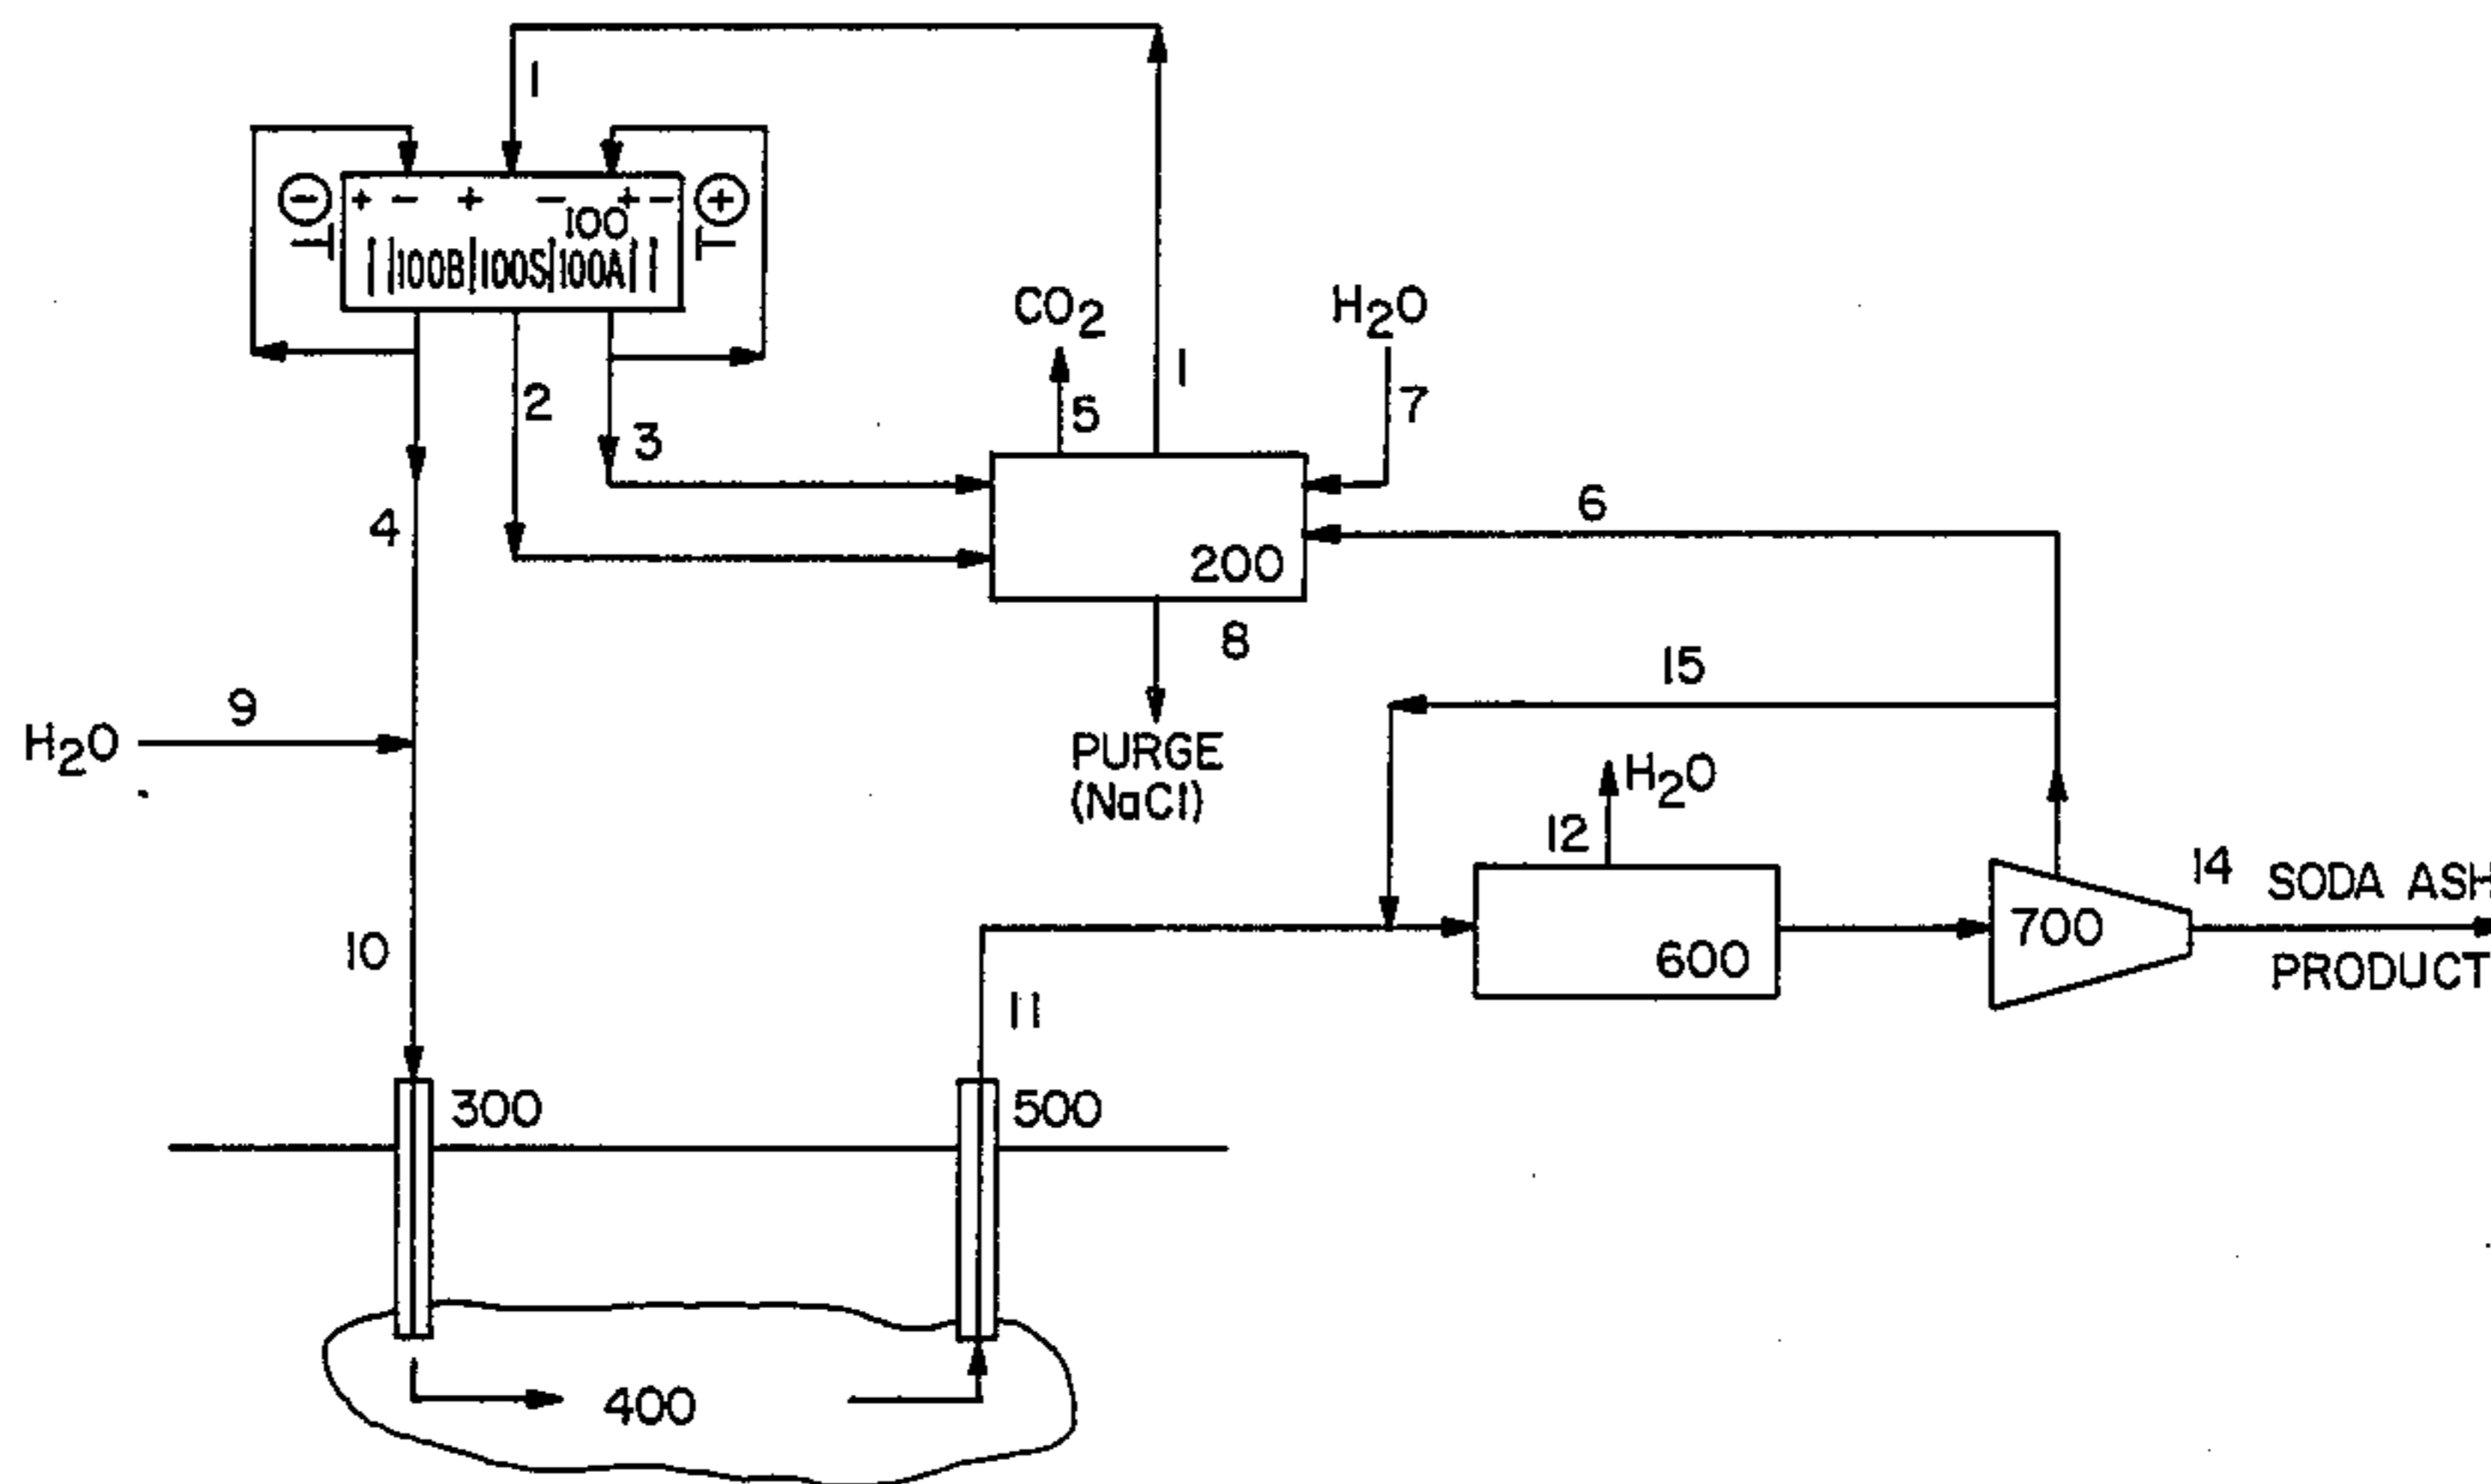 1
⊖ + - + - + - ⊕
100
100B 100S 100A
CO2
H2O
1
5
7
2
3
6
4
200
8
15
9
H2O
PURGE
(NaCl)
H2O
12
14
SODA ASH
700
10
600
PRODUCT
11
300
500
400